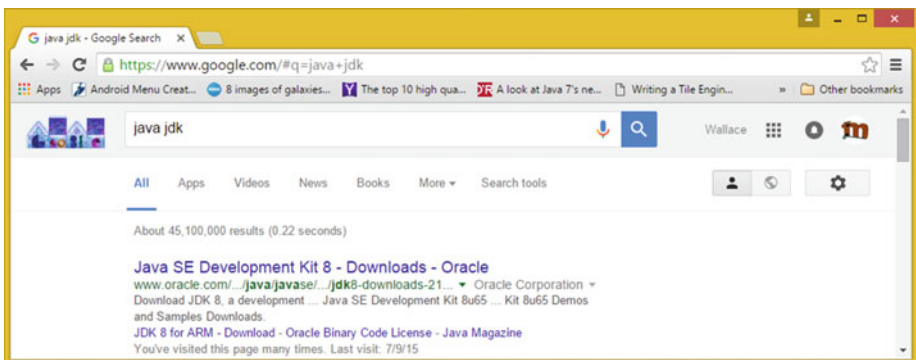 java jdk - Google Search
https://www.google.com/#q=java+jdk
Apps Android Menu Creat... 8 images of galaxies... The top 10 high qua... A look at Java 7's ne... Writing a Tile Engin... » Other bookmarks
java jdk Wallace
All Apps Videos News Books More Search tools
About 45,100,000 results (0.22 seconds)
Java SE Development Kit 8 - Downloads - Oracle
www.oracle.com/.../java/javase/.../jdk8-downloads-21... Oracle Corporation
Download JDK 8, a development ... Java SE Development Kit 8u65 ... Kit 8u65 Demos
and Samples Downloads.
JDK 8 for ARM - Download - Oracle Binary Code License - Java Magazine
You've visited this page many times. Last visit: 7/9/15